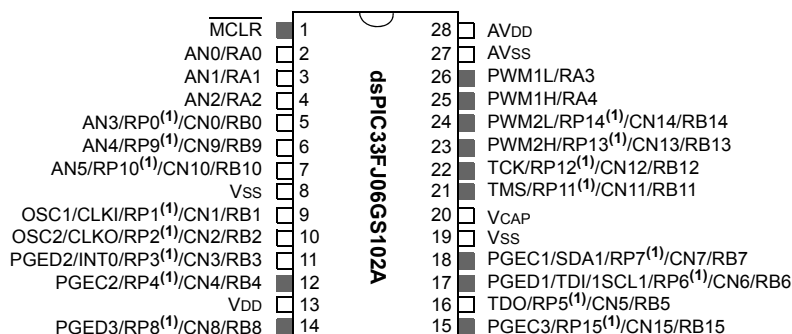 MCLR 1
AN0/RA0 2
AN1/RA1 3
AN2/RA2 4
AN3/RP0(1)/CN0/RB0 5
AN4/RP9(1)/CN9/RB9 6
AN5/RP10(1)/CN10/RB10 7
VSS 8
OSC1/CLKI/RP1(1)/CN1/RB1 9
OSC2/CLKO/RP2(1)/CN2/RB2 10
PGED2/INT0/RP3(1)/CN3/RB3 11
PGEC2/RP4(1)/CN4/RB4 12
VDD 13
PGED3/RP8(1)/CN8/RB8 14
dsPIC33FJ06GS102A
28 AVDD
27 AVSS
26 PWM1L/RA3
25 PWM1H/RA4
24 PWM2L/RP14(1)/CN14/RB14
23 PWM2H/RP13(1)/CN13/RB13
22 TCK/RP12(1)/CN12/RB12
21 TMS/RP11(1)/CN11/RB11
20 VCAP
19 VSS
18 PGEC1/SDA1/RP7(1)/CN7/RB7
17 PGED1/TDI/1SCL1/RP6(1)/CN6/RB6
16 TDO/RP5(1)/CN5/RB5
15 PGEC3/RP15(1)/CN15/RB15